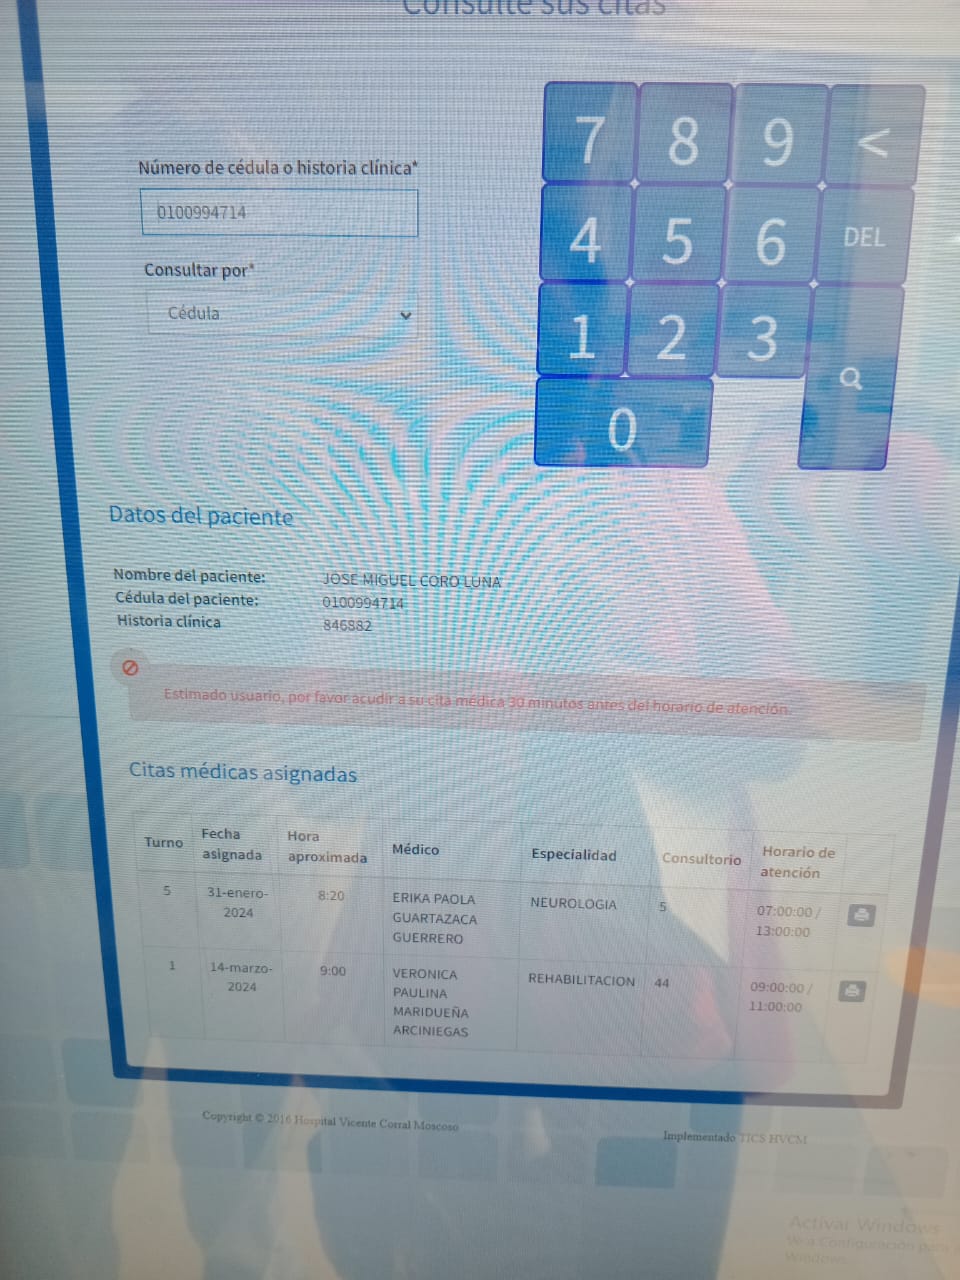 Consulte sus citas
7 8 9 <
4 5 6 DEL
1 2 3
0
Número de cédula o historia clínica*
0100994714
Consultar por*
Cédula
Datos del paciente
Nombre del paciente: JOSE MIGUEL CORO LUNA
Cédula del paciente: 0100994714
Historia clínica 846882
Estimado usuario, por favor acudir a su cita médica 30 minutos antes del horario de atención.
Citas médicas asignadas
Turno Fecha asignada Hora aproximada Médico Especialidad Consultorio Horario de atención
5 31-enero-2024 8:20 ERIKA PAOLA GUARTAZACA GUERRERO NEUROLOGIA 5 07:00:00 / 13:00:00
1 14-marzo-2024 9:00 VERONICA PAULINA MARIDUEÑA ARCINIEGAS REHABILITACION 44 09:00:00 / 11:00:00
Copyright © 2016 Hospital Vicente Corral Moscoso
Implementado TICS HVCM
Activar Windows
Ve a Configuración para
Windows.